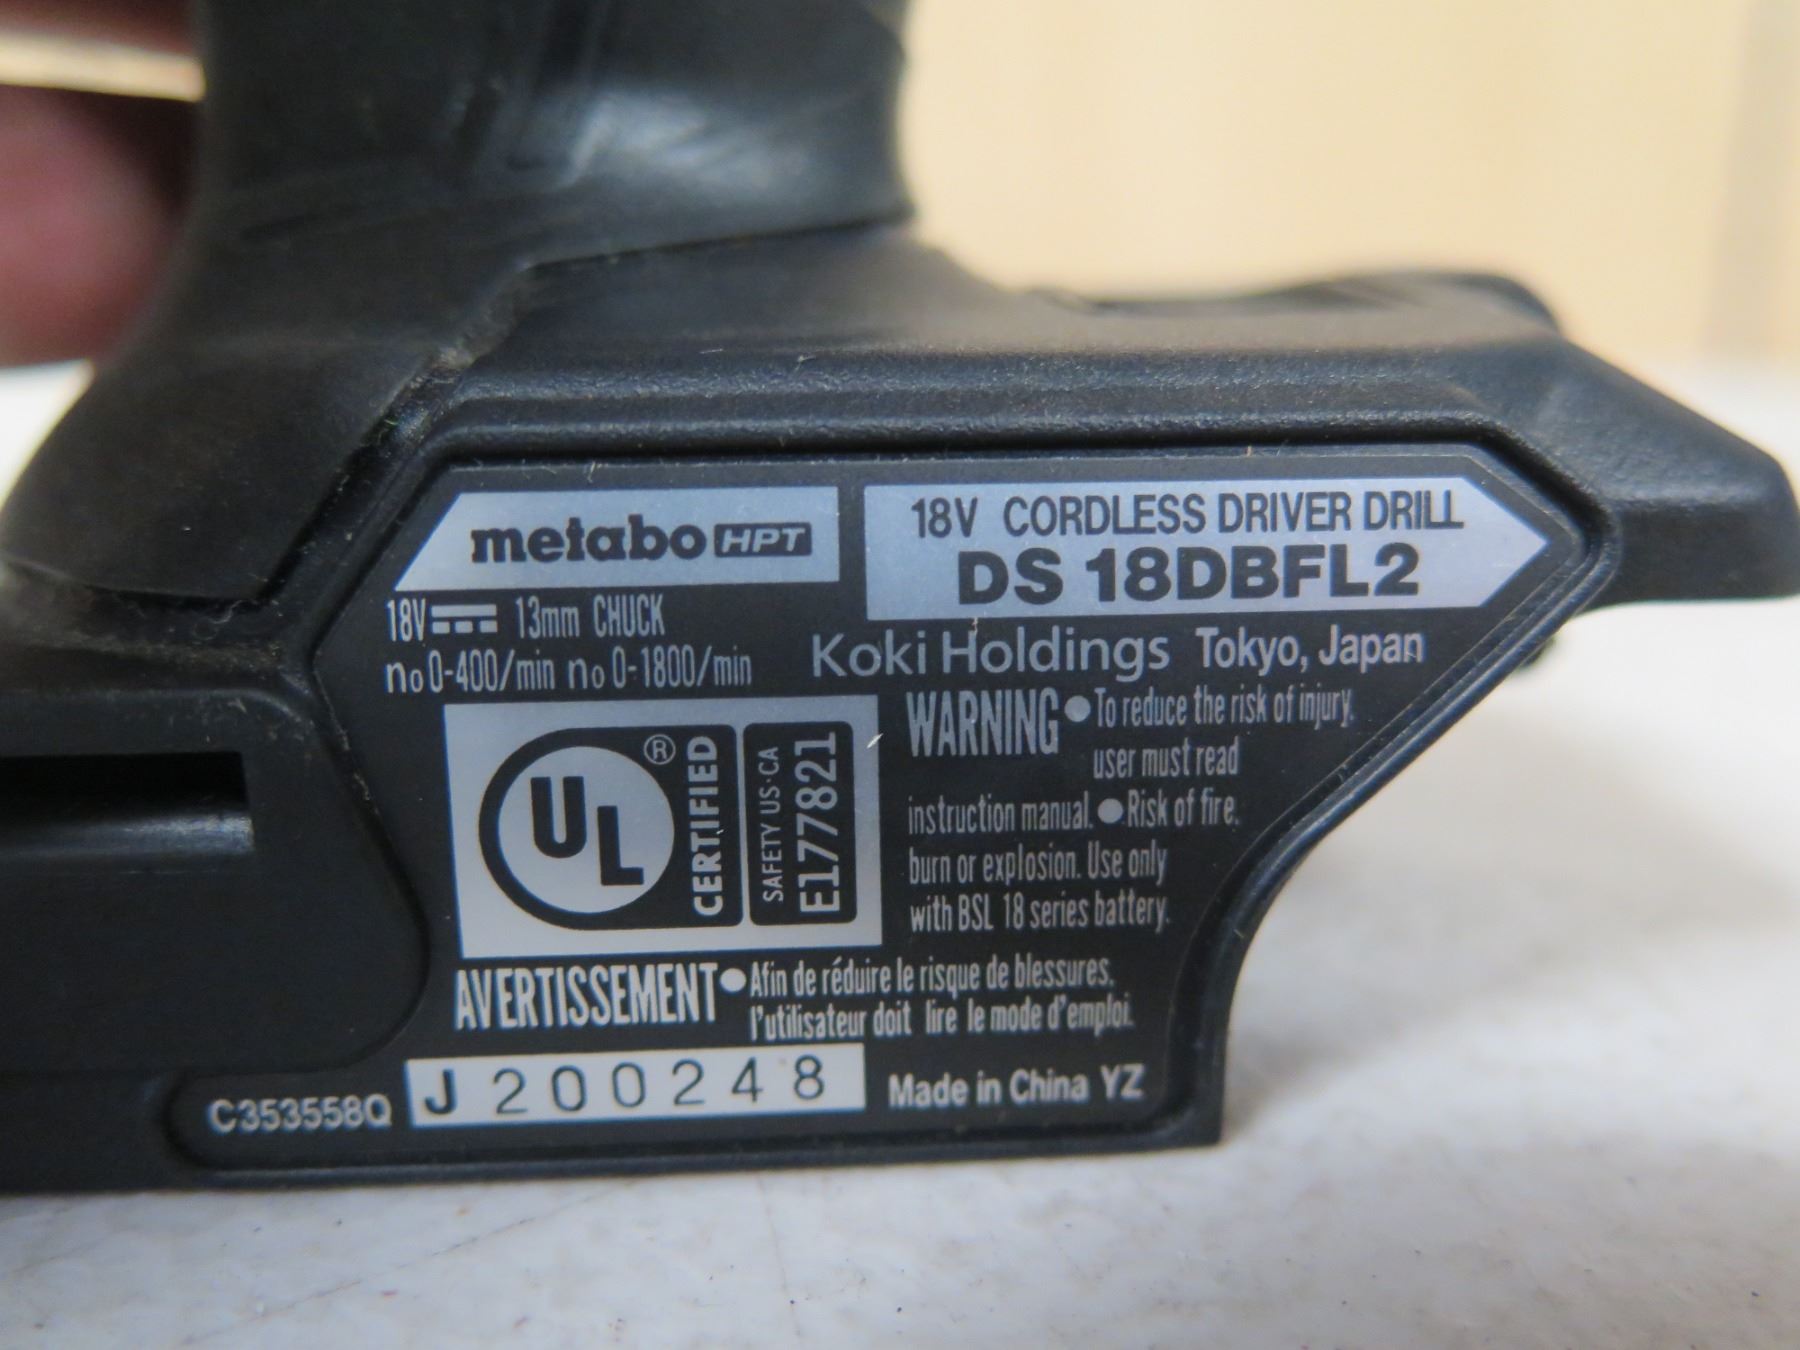 metabo HPT
18V CORDLESS DRIVER DRILL
DS 18DBFL2
18V 13mm CHUCK
no 0-400/min no 0-1800/min
Koki Holdings Tokyo, Japan
UL ® CERTIFIED
SAFETY US·CA
E177821
WARNING ●To reduce the risk of injury,
user must read
instruction manual. ●Risk of fire,
burn or explosion. Use only
with BSL 18 series battery.
AVERTISSEMENT ●Afin de réduire le risque de blessures,
l'utilisateur doit lire le mode d'emploi.
C353558Q J200248 Made in China YZ